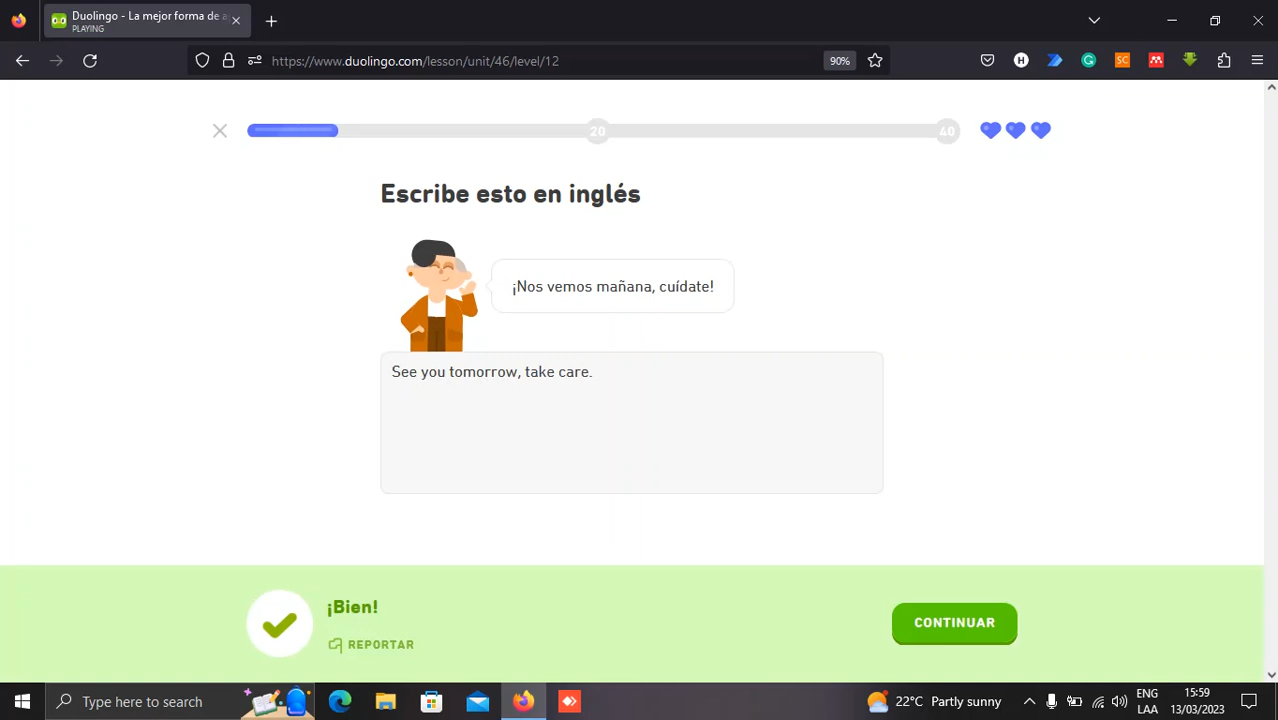 Duolingo - La mejor forma de a
PLAYING
https://www.duolingo.com/lesson/unit/46/level/12
90%
H
SC
20
40
Escribe esto en inglés
¡Nos vemos mañana, cuídate!
See you tomorrow, take care.
¡Bien!
REPORTAR
CONTINUAR
Type here to search
22°C Partly sunny
ENG
LAA
15:59
13/03/2023